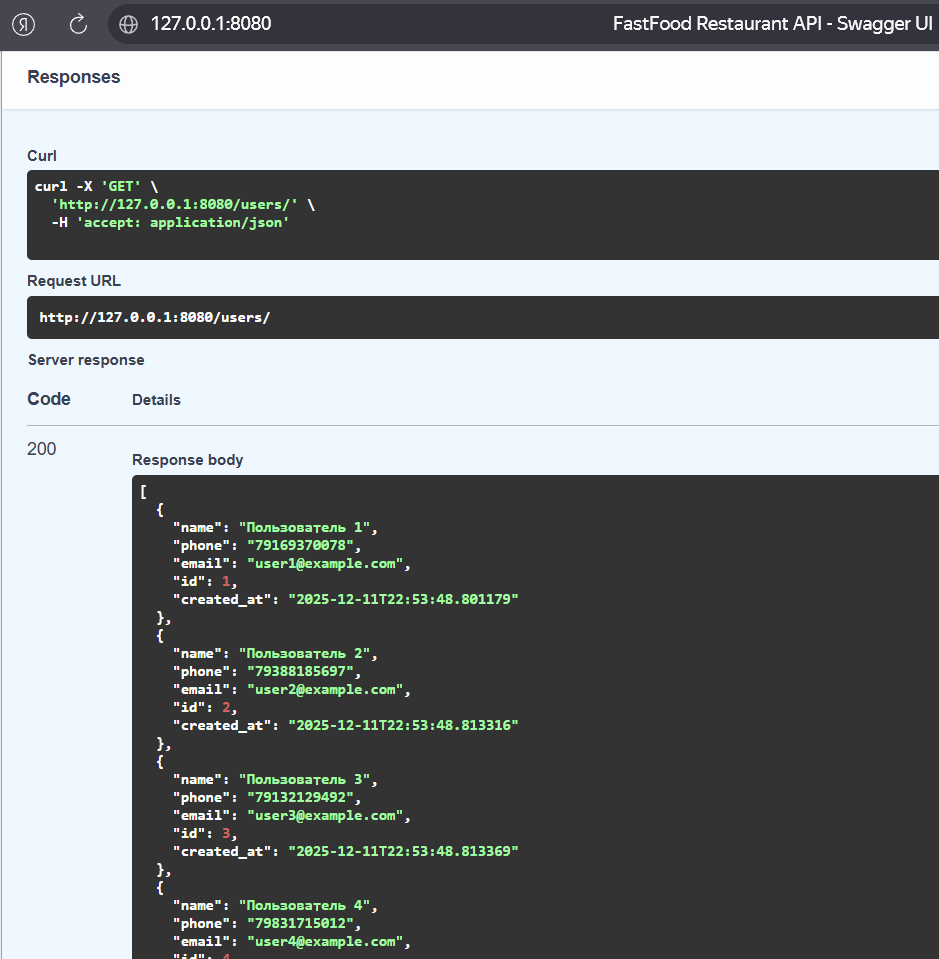 Я 127.0.0.1:8080 FastFood Restaurant API - Swagger UI
Responses
Curl
curl -X 'GET' \
'http://127.0.0.1:8080/users/' \
-H 'accept: application/json'
Request URL
http://127.0.0.1:8080/users/
Server response
Code Details
200
Response body
[
{
"name": "Пользователь 1",
"phone": "79169370078",
"email": "user1@example.com",
"id": 1,
"created_at": "2025-12-11T22:53:48.801179"
},
{
"name": "Пользователь 2",
"phone": "79388185697",
"email": "user2@example.com",
"id": 2,
"created_at": "2025-12-11T22:53:48.813316"
},
{
"name": "Пользователь 3",
"phone": "79132129492",
"email": "user3@example.com",
"id": 3,
"created_at": "2025-12-11T22:53:48.813369"
},
{
"name": "Пользователь 4",
"phone": "79831715012",
"email": "user4@example.com",
"id": 4,